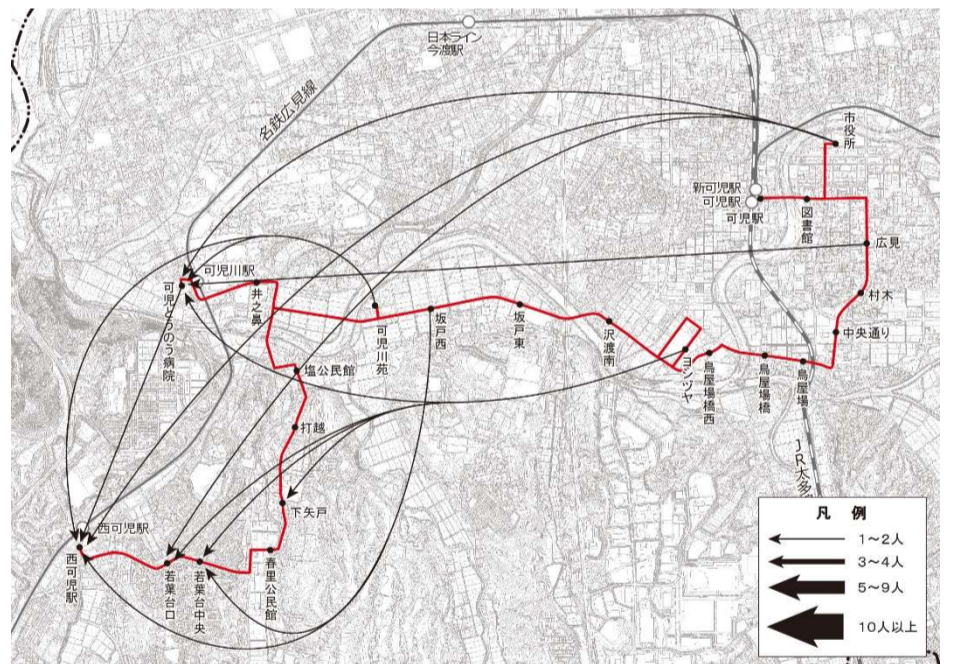 日本ライン
今渡駅
名鉄広見線
市役所
新可児駅
可児駅
可児駅
図書館
広見
村木
中央通り
可児川駅
可児とうのう病院
井之鼻
可児川苑
坂戸西
坂戸東
沢渡南
ヨシヅヤ
鳥屋場橋西
鳥屋場橋
鳥屋場
JR太多
塩公民館
打越
下矢戸
西可児駅
西可児駅
若葉台口
若葉台中央
春里公民館
凡 例
1～2人
3～4人
5～9人
10人以上